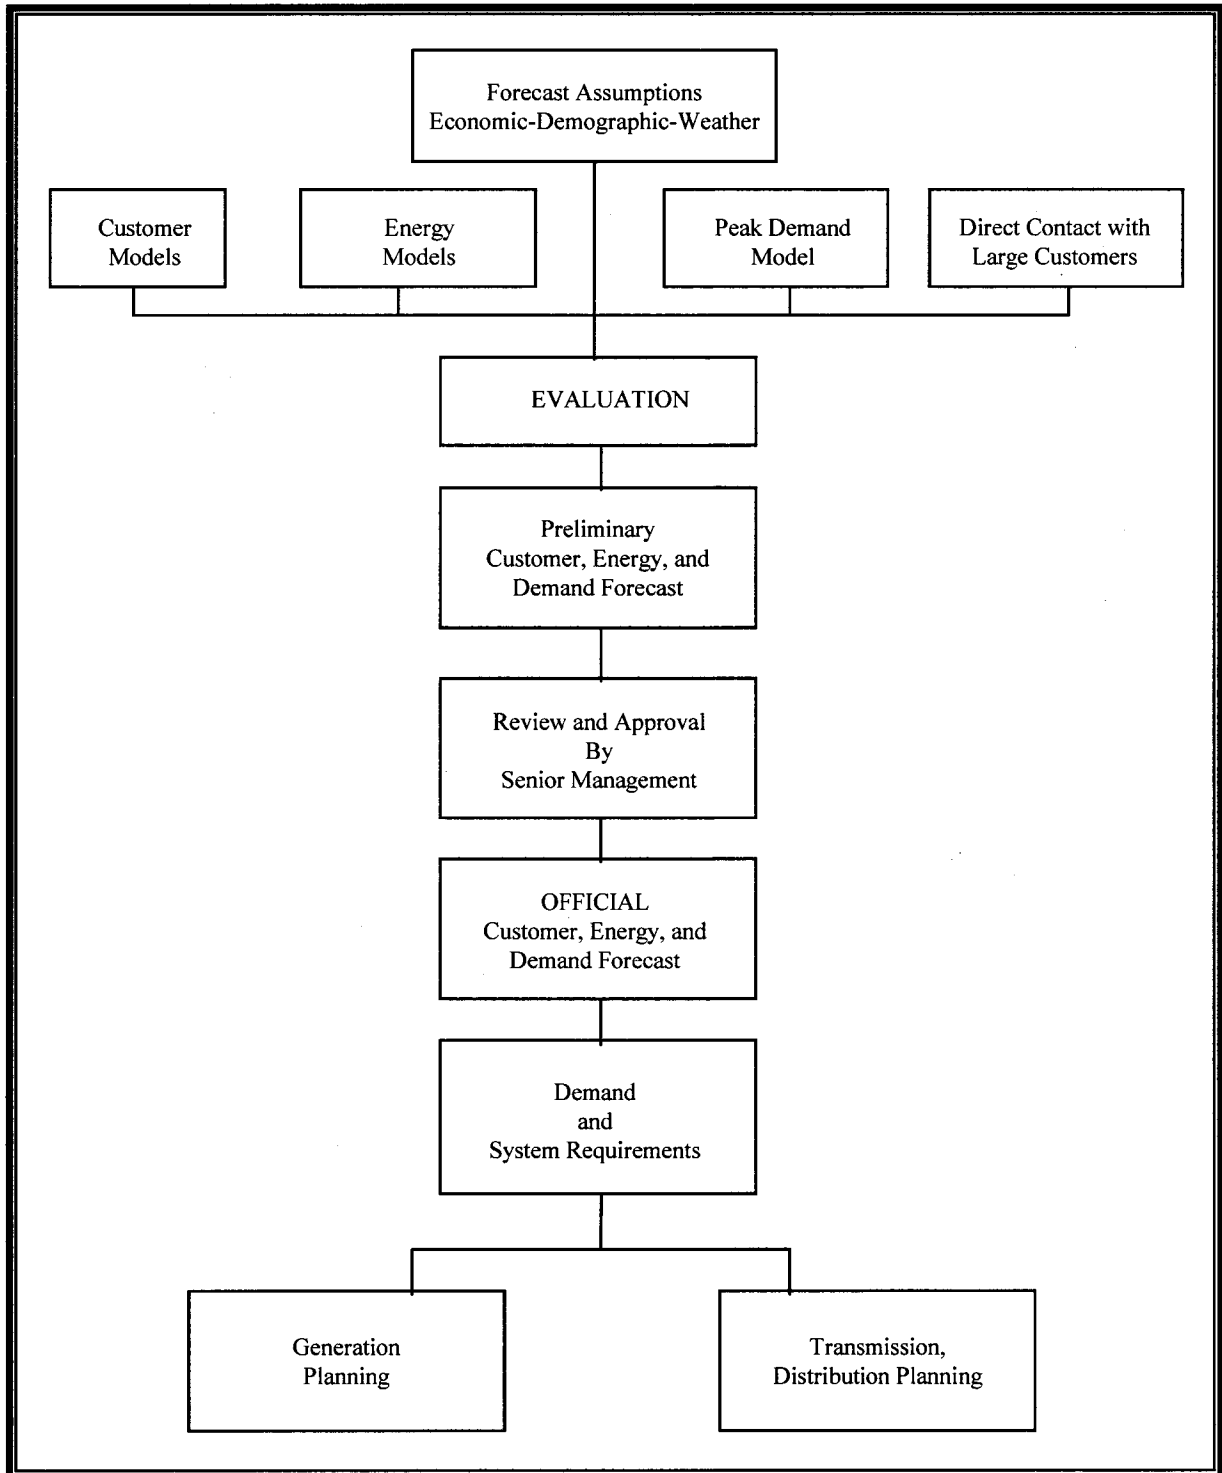 Forecast Assumptions
Economic-Demographic-Weather
Customer
Models
Energy
Models
Peak Demand
Model
Direct Contact with
Large Customers
EVALUATION
Preliminary
Customer, Energy, and
Demand Forecast
Review and Approval
By
Senior Management
OFFICIAL
Customer, Energy, and
Demand Forecast
Demand
and
System Requirements
Generation
Planning
Transmission,
Distribution Planning